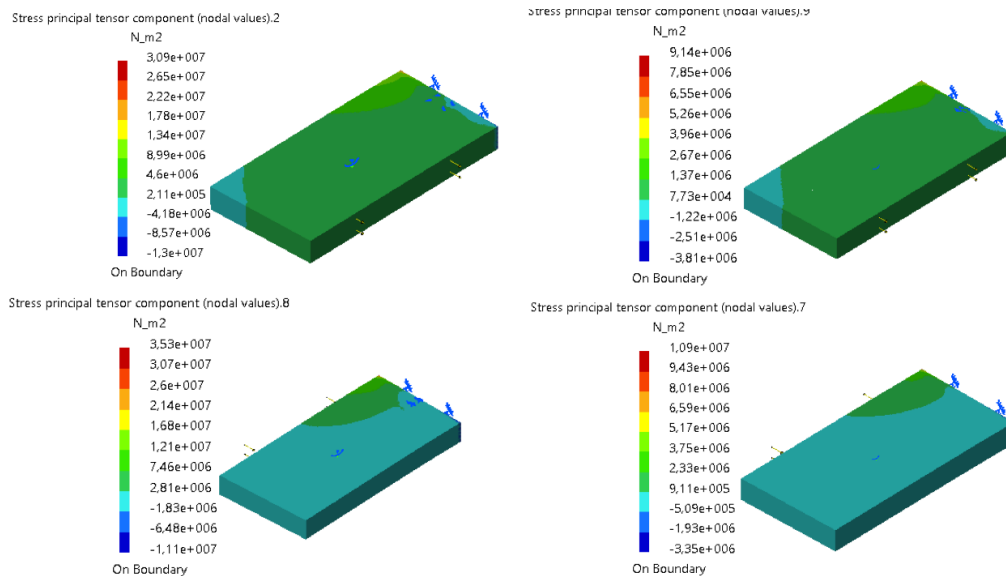 Stress principal tensor component (nodal values).2
N_m2
3,09e+007
2,65e+007
2,22e+007
1,78e+007
1,34e+007
8,99e+006
4,6e+006
2,11e+005
-4,18e+006
-8,57e+006
-1,3e+007
On Boundary
Stress principal tensor component (nodal values).9
N_m2
9,14e+006
7,85e+006
6,55e+006
5,26e+006
3,96e+006
2,67e+006
1,37e+006
7,73e+004
-1,22e+006
-2,51e+006
-3,81e+006
On Boundary
Stress principal tensor component (nodal values).8
N_m2
3,53e+007
3,07e+007
2,6e+007
2,14e+007
1,68e+007
1,21e+007
7,46e+006
2,81e+006
-1,83e+006
-6,48e+006
-1,11e+007
On Boundary
Stress principal tensor component (nodal values).7
N_m2
1,09e+007
9,43e+006
8,01e+006
6,59e+006
5,17e+006
3,75e+006
2,33e+006
9,11e+005
-5,09e+005
-1,93e+006
-3,35e+006
On Boundary